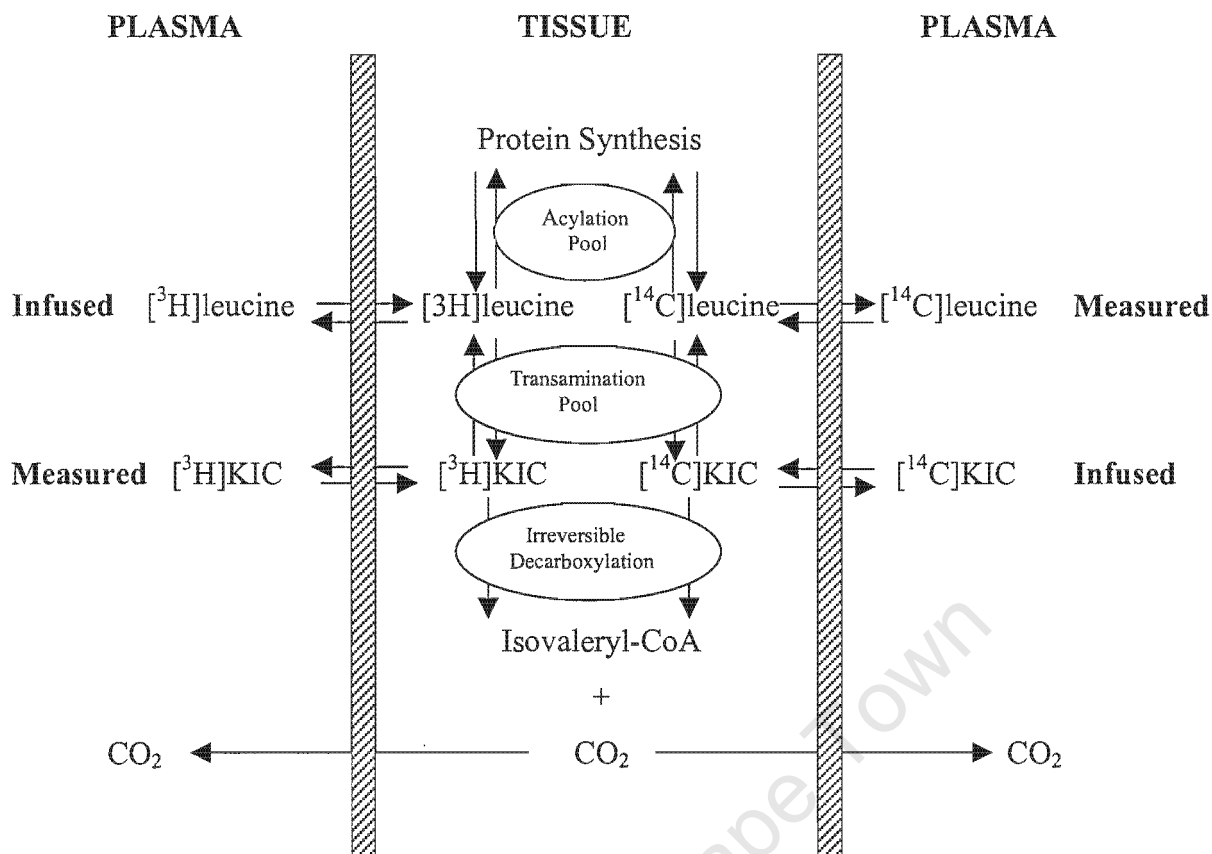 PLASMA TISSUE PLASMA
Protein Synthesis
Acylation
Pool
Infused [³H]leucine [3H]leucine [¹⁴C]leucine [¹⁴C]leucine Measured
Transamination
Pool
Measured [³H]KIC [³H]KIC [¹⁴C]KIC [¹⁴C]KIC Infused
Irreversible
Decarboxylation
Isovaleryl-CoA
+
CO₂ CO₂ CO₂
Town